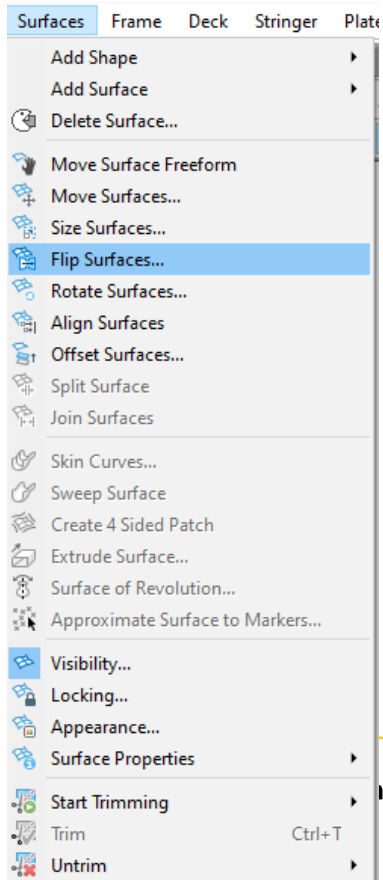 Surfaces Frame Deck Stringer Plate
Add Shape
Add Surface
Delete Surface...
Move Surface Freeform
Move Surfaces...
Size Surfaces...
Flip Surfaces...
Rotate Surfaces...
Align Surfaces
Offset Surfaces...
Split Surface
Join Surfaces
Skin Curves...
Sweep Surface
Create 4 Sided Patch
Extrude Surface...
Surface of Revolution...
Approximate Surface to Markers...
Visibility...
Locking...
Appearance...
Surface Properties
Start Trimming
Trim Ctrl+T
Untrim